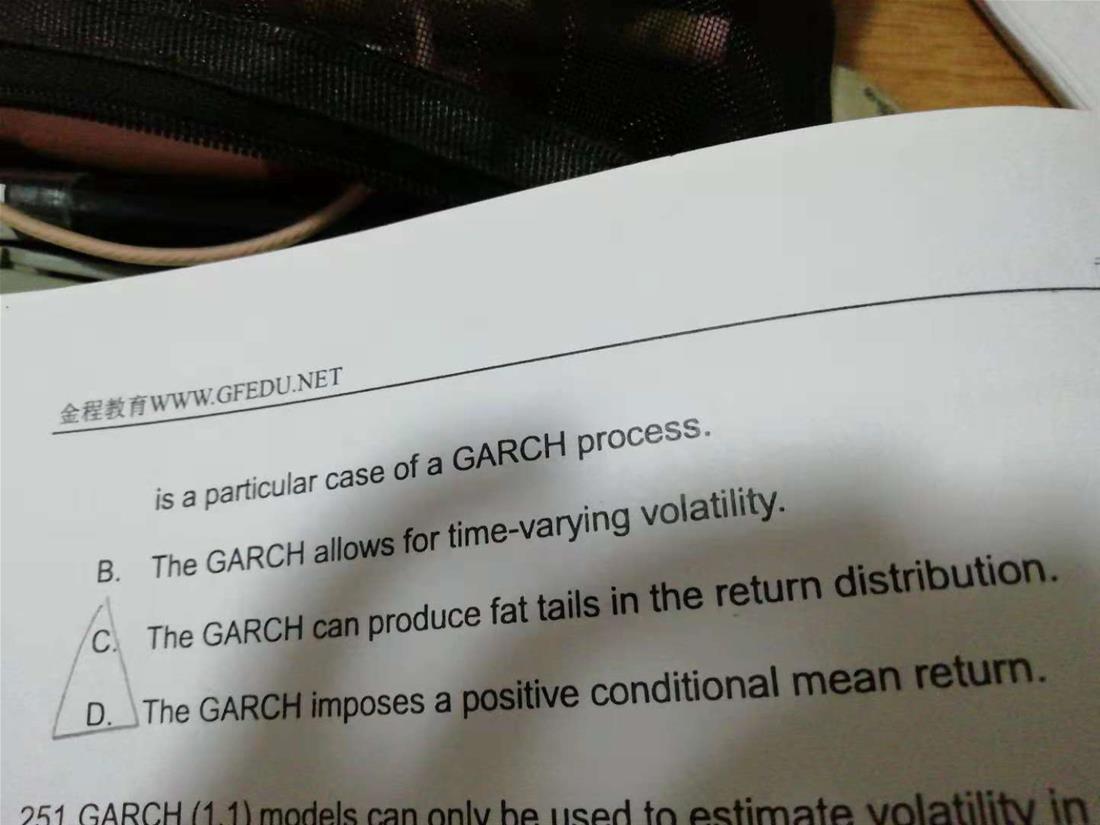 金程教育WWW.GFEDU.NET
is a particular case of a GARCH process.
B. The GARCH allows for time-varying volatility.
C. The GARCH can produce fat tails in the return distribution.
D. The GARCH imposes a positive conditional mean return.
251 GARCH (1,1) models can only be used to estimate volatility in